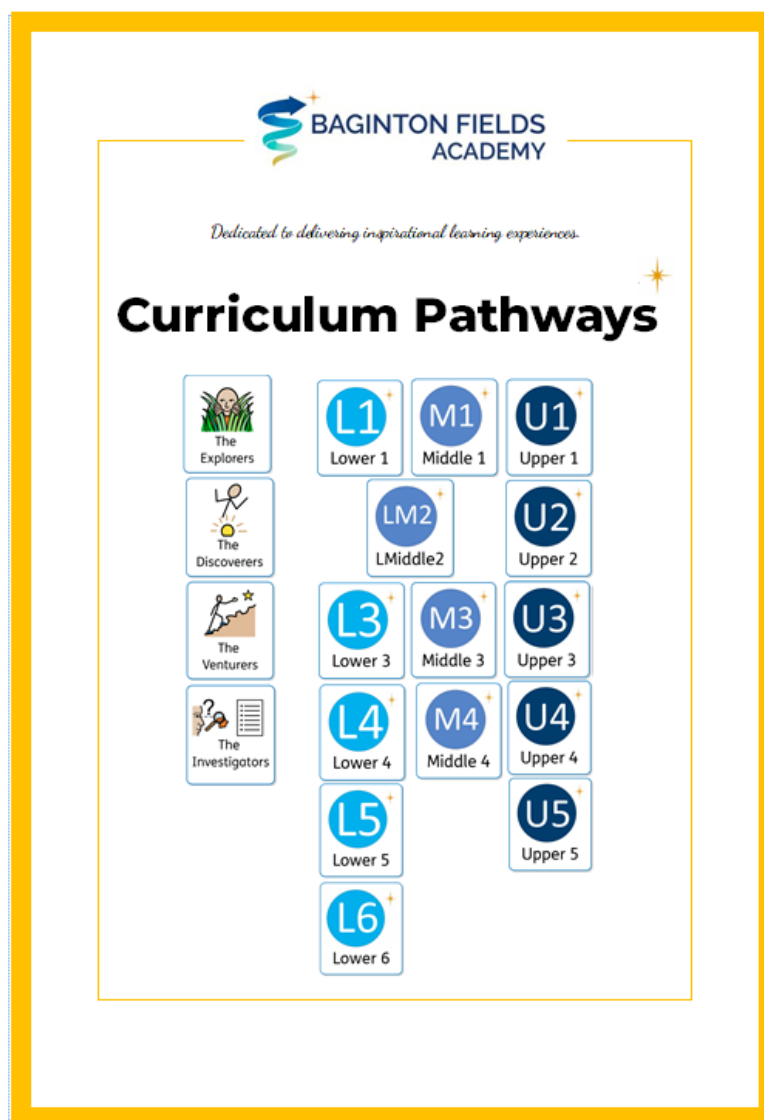 BAGINTON FIELDS
ACADEMY
Dedicated to delivering inspirational learning experiences.
Curriculum Pathways
The
Explorers
L1
Lower 1
M1
Middle 1
U1
Upper 1
The
Discoverers
LM2
LMiddle2
U2
Upper 2
The
Venturers
L3
Lower 3
M3
Middle 3
U3
Upper 3
The
Investigators
L4
Lower 4
M4
Middle 4
U4
Upper 4
L5
Lower 5
U5
Upper 5
L6
Lower 6